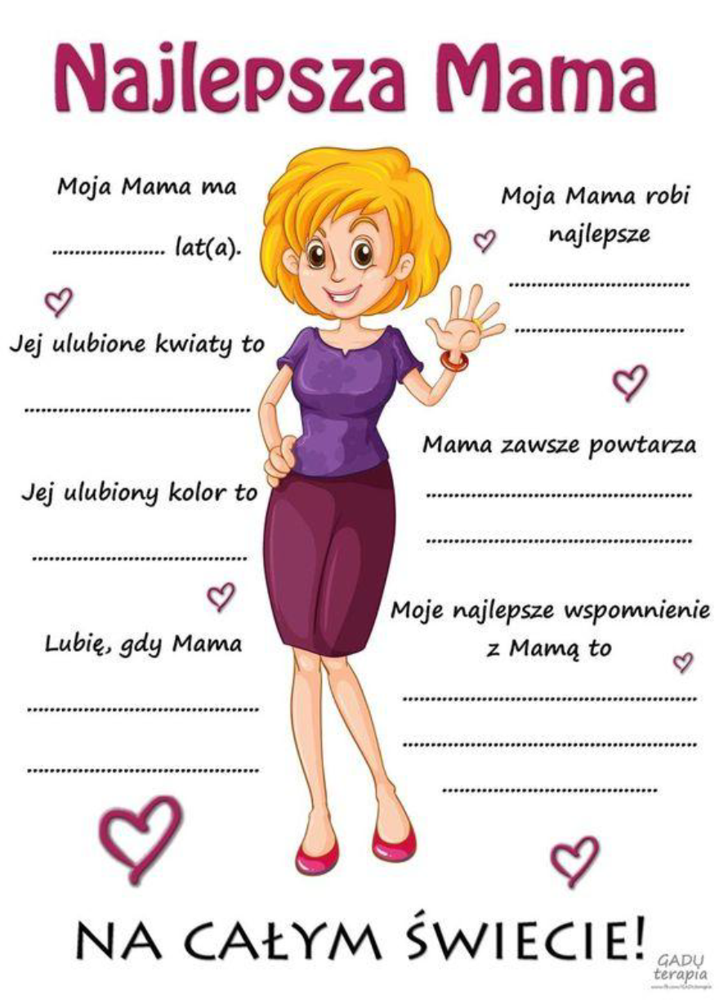 Najlepsza Mama
Moja Mama ma
.................... lat(a).
Jej ulubione kwiaty to
........................................
Jej ulubiony kolor to
......................................
Lubię, gdy Mama
.........................................
.........................................
Moja Mama robi
najlepsze
................................
..............................
Mama zawsze powtarza
...............................................
...............................................
Moje najlepsze wspomnienie
z Mamą to
....................................................
....................................................
......................................
NA CAŁYM ŚWIECIE!
GADU
terapia